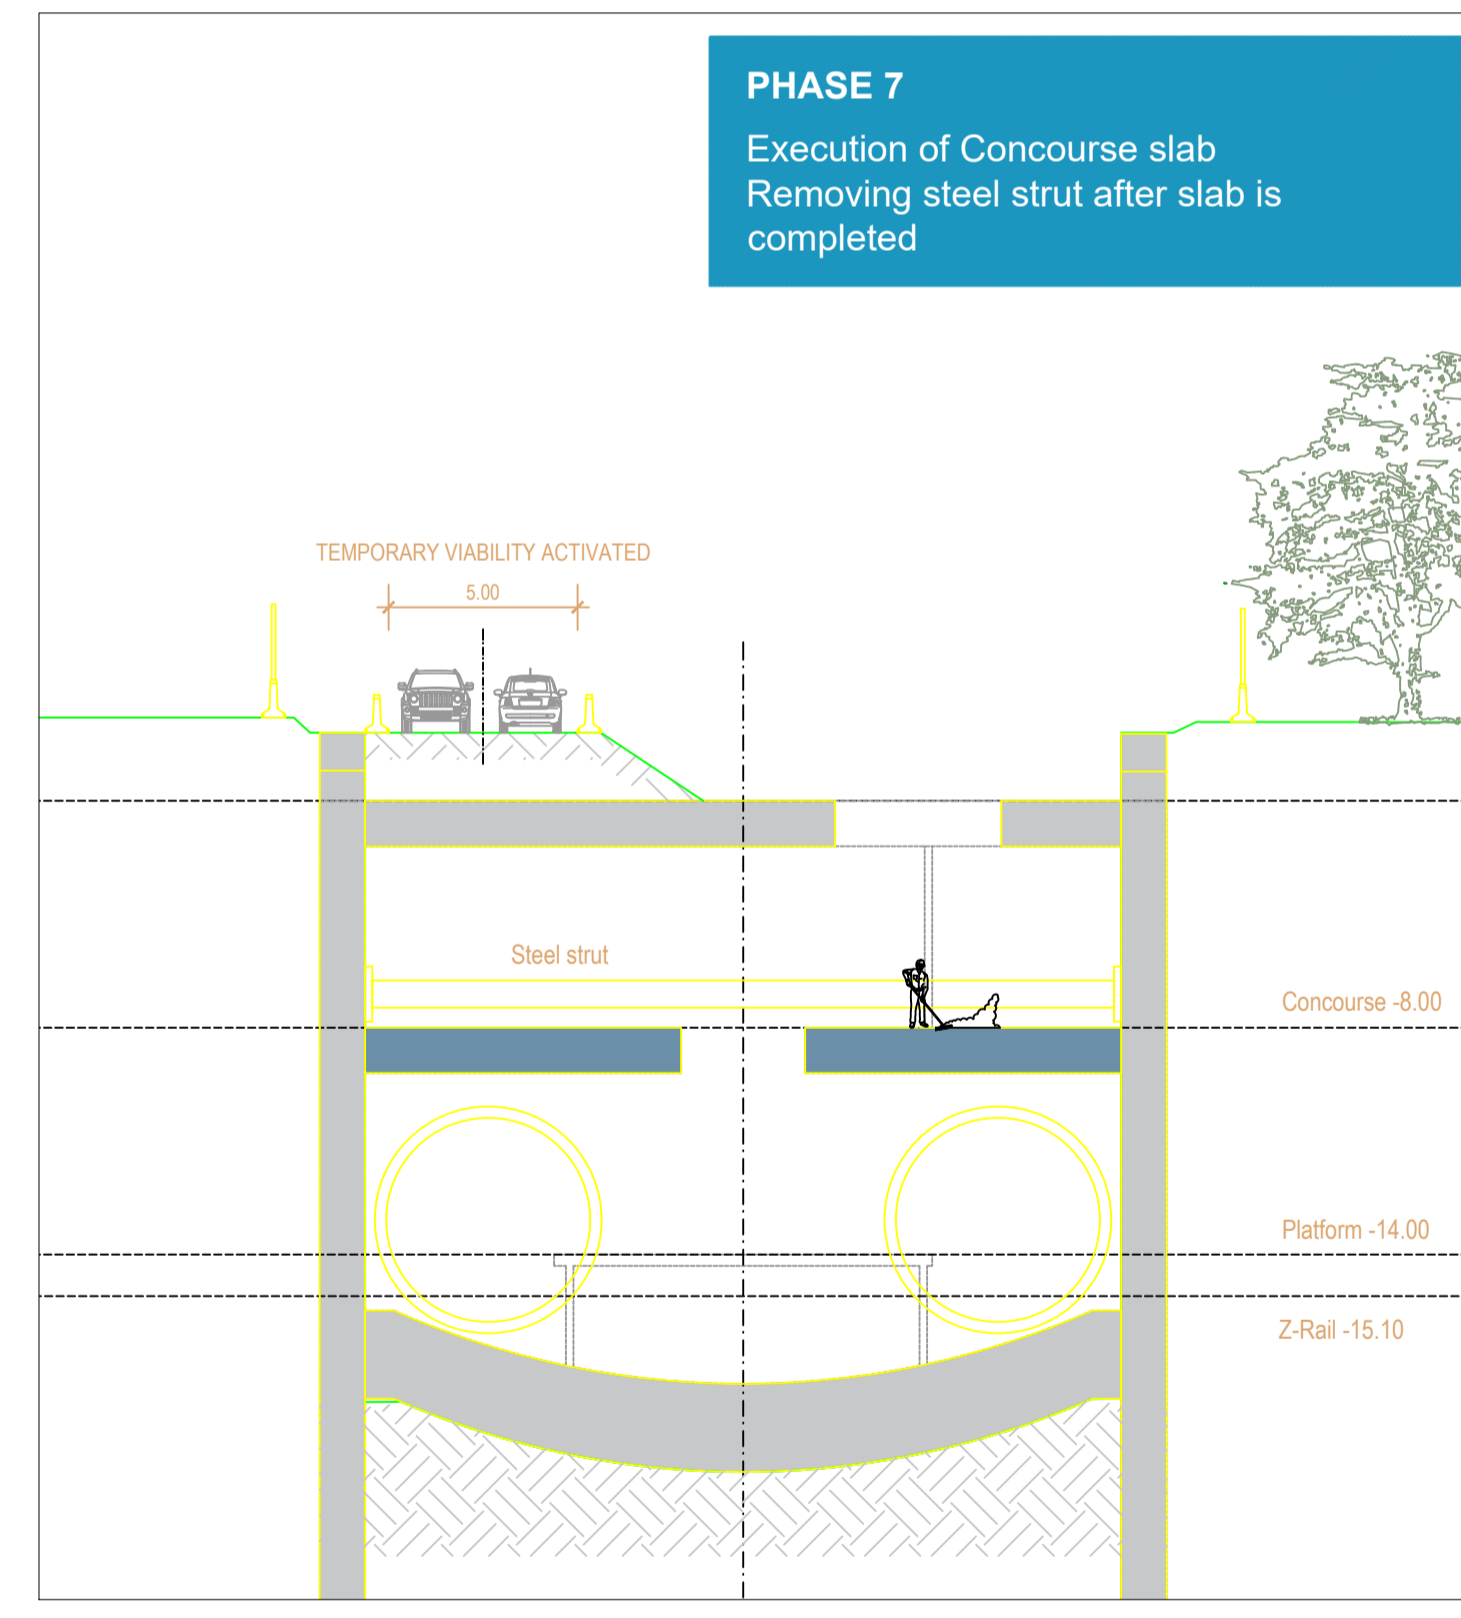 PHASE 7
Execution of Concourse slab
Removing steel strut after slab is
completed
TEMPORARY VIABILITY ACTIVATED
5.00
Steel strut
Concourse -8.00
Platform -14.00
Z-Rail -15.10